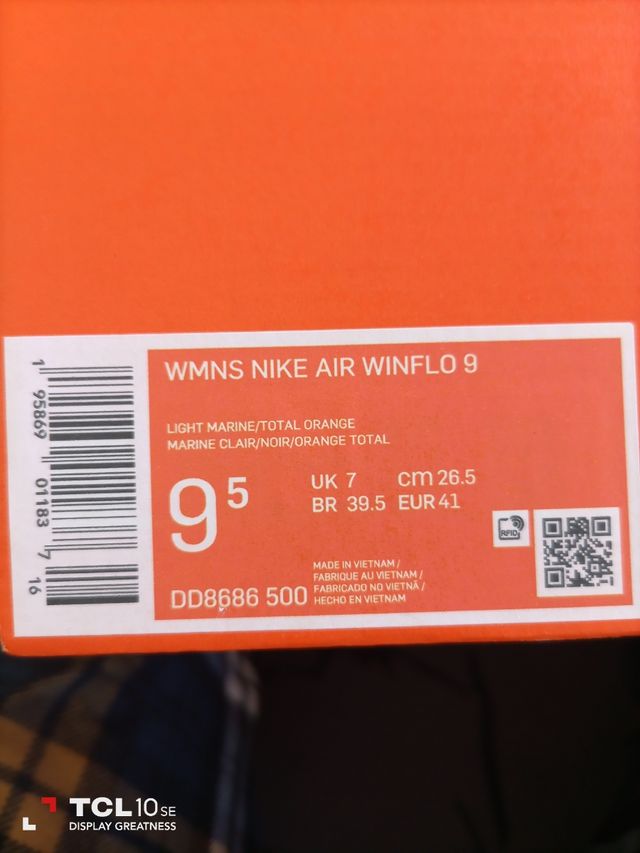 WMNS NIKE AIR WINFLO 9
LIGHT MARINE/TOTAL ORANGE
MARINE CLAIR/NOIR/ORANGE TOTAL
9⁵
UK 7 cm 26.5
BR 39.5 EUR 41
RFID
MADE IN VIETNAM /
FABRIQUE AU VIETNAM /
FABRICADO NO VIETNÃ /
HECHO EN VIETNAM
DD8686 500
1 95869 01183 7 16
TCL 10 SE
DISPLAY GREATNESS